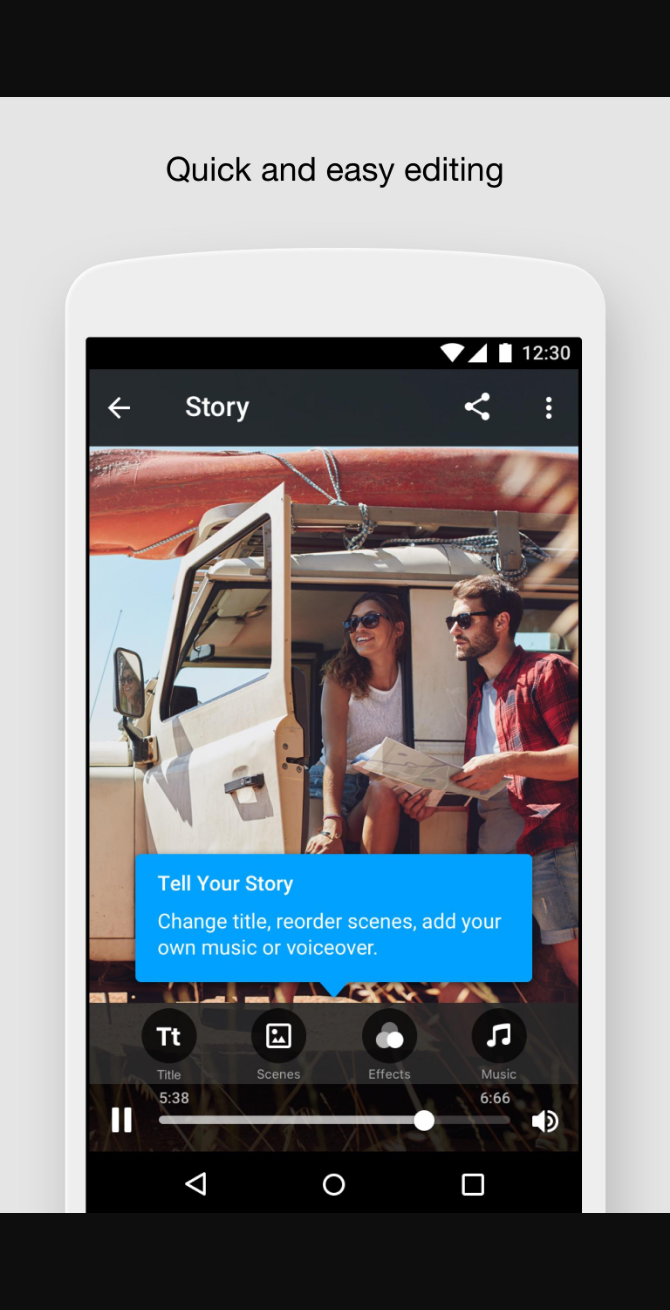 Quick and easy editing
12:30
Story
Tell Your Story
Change title, reorder scenes, add your
own music or voiceover.
Tt
Title Scenes Effects Music
5:38 6:66